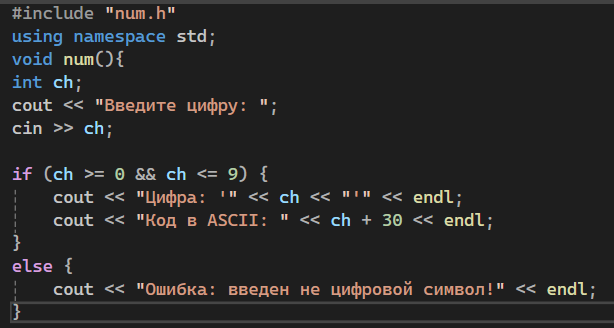 #include "num.h"
using namespace std;
void num(){
int ch;
cout << "Введите цифру: ";
cin >> ch;
if (ch >= 0 && ch <= 9) {
cout << "Цифра: '" << ch << "'" << endl;
cout << "Код в ASCII: " << ch + 30 << endl;
}
else {
cout << "Ошибка: введен не цифровой символ!" << endl;
}